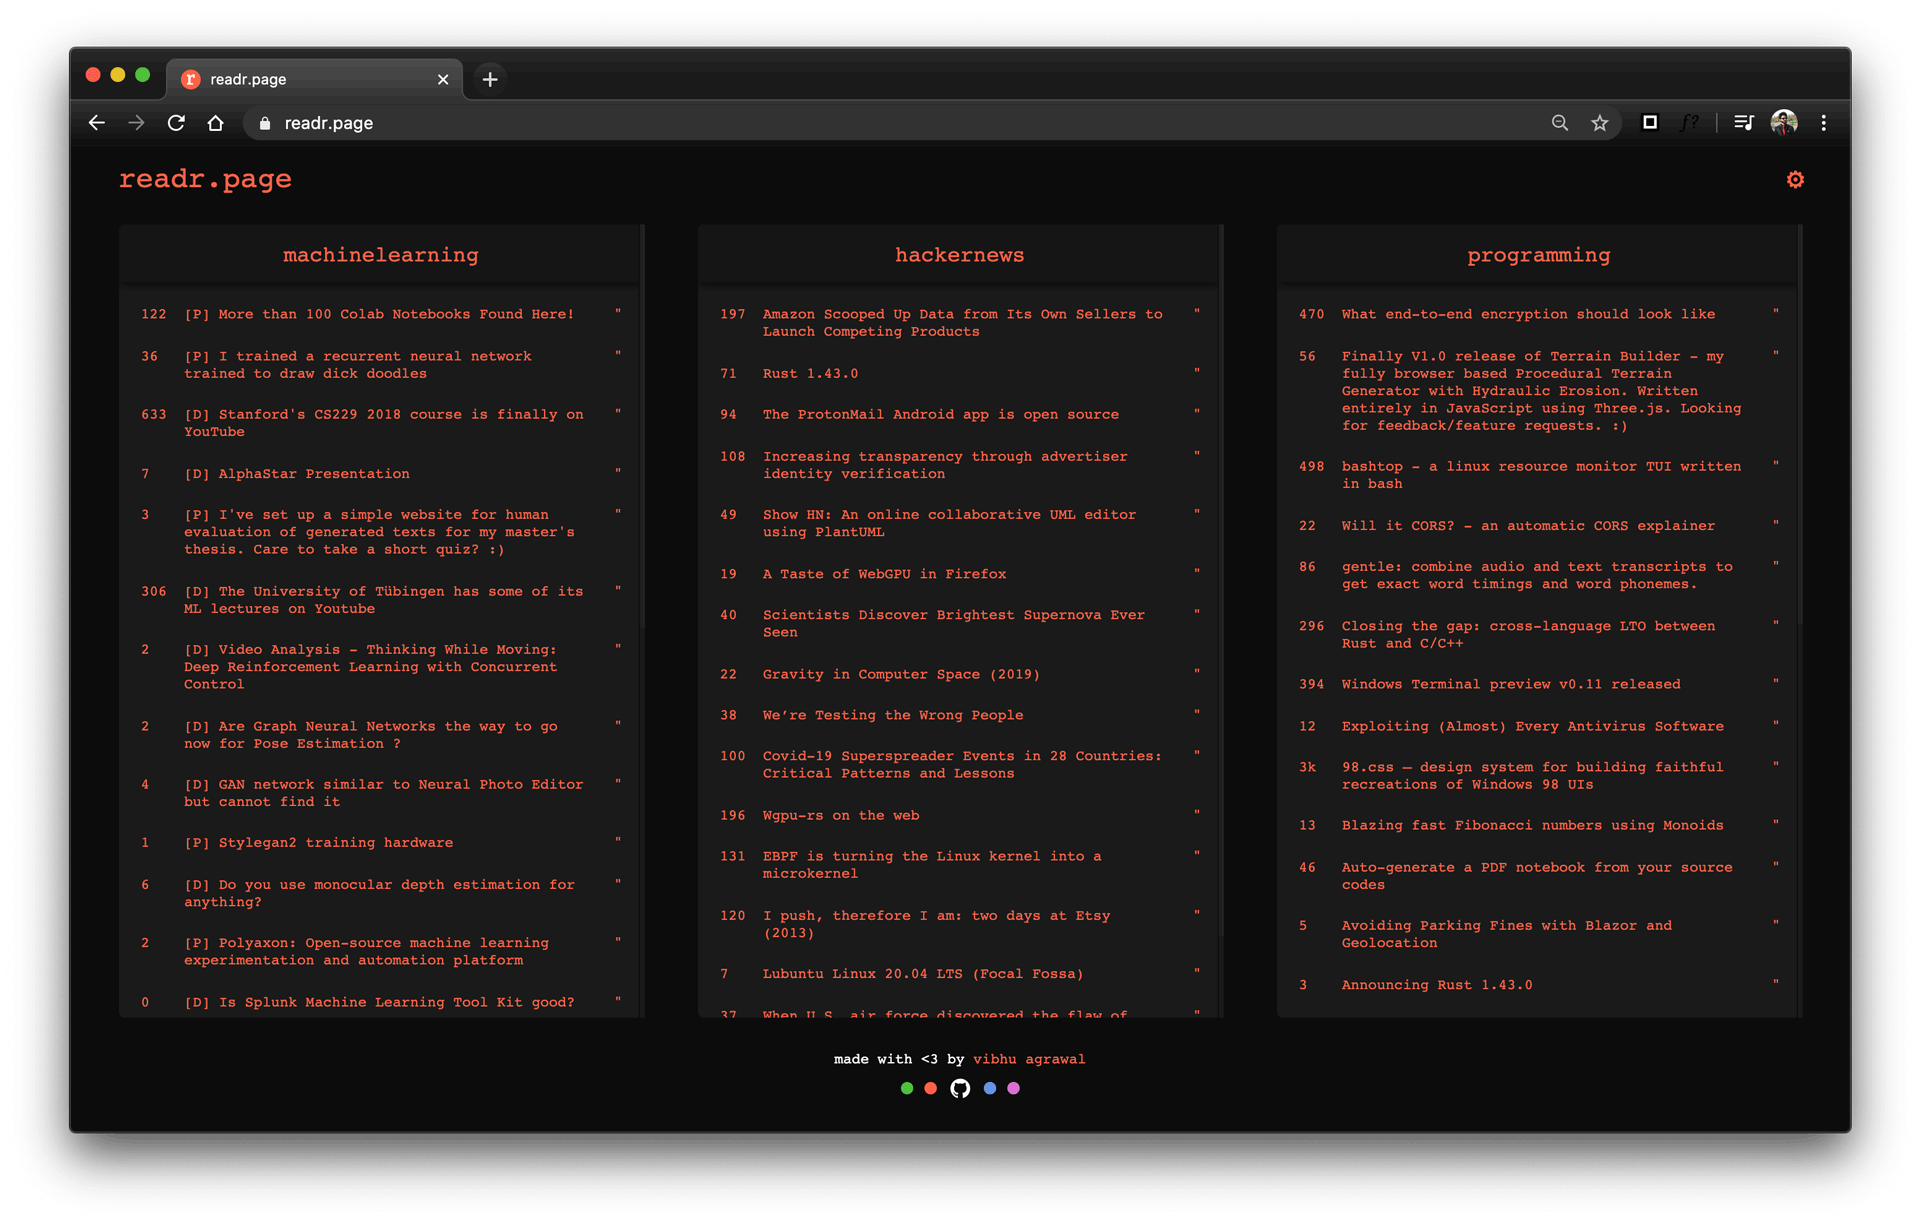 readr.page
readr.page
readr.page
machinelearning
122 [P] More than 100 Colab Notebooks Found Here! "
36 [P] I trained a recurrent neural network "
trained to draw dick doodles
633 [D] Stanford's CS229 2018 course is finally on "
YouTube
7 [D] AlphaStar Presentation "
3 [P] I've set up a simple website for human "
evaluation of generated texts for my master's
thesis. Care to take a short quiz? :)
306 [D] The University of Tübingen has some of its "
ML lectures on Youtube
2 [D] Video Analysis - Thinking While Moving: "
Deep Reinforcement Learning with Concurrent
Control
2 [D] Are Graph Neural Networks the way to go "
now for Pose Estimation ?
4 [D] GAN network similar to Neural Photo Editor "
but cannot find it
1 [P] Stylegan2 training hardware "
6 [D] Do you use monocular depth estimation for "
anything?
2 [P] Polyaxon: Open-source machine learning "
experimentation and automation platform
0 [D] Is Splunk Machine Learning Tool Kit good? "
hackernews
197 Amazon Scooped Up Data from Its Own Sellers to "
Launch Competing Products
71 Rust 1.43.0 "
94 The ProtonMail Android app is open source "
108 Increasing transparency through advertiser "
identity verification
49 Show HN: An online collaborative UML editor "
using PlantUML
19 A Taste of WebGPU in Firefox "
40 Scientists Discover Brightest Supernova Ever "
Seen
22 Gravity in Computer Space (2019) "
38 We’re Testing the Wrong People "
100 Covid-19 Superspreader Events in 28 Countries: "
Critical Patterns and Lessons
196 Wgpu-rs on the web "
131 EBPF is turning the Linux kernel into a "
microkernel
120 I push, therefore I am: two days at Etsy "
(2013)
7 Lubuntu Linux 20.04 LTS (Focal Fossa) "
37 When U.S. air force discovered the flaw of "
programming
470 What end-to-end encryption should look like "
56 Finally V1.0 release of Terrain Builder - my "
fully browser based Procedural Terrain
Generator with Hydraulic Erosion. Written
entirely in JavaScript using Three.js. Looking
for feedback/feature requests. :)
498 bashtop - a linux resource monitor TUI written "
in bash
22 Will it CORS? - an automatic CORS explainer "
86 gentle: combine audio and text transcripts to "
get exact word timings and word phonemes.
296 Closing the gap: cross-language LTO between "
Rust and C/C++
394 Windows Terminal preview v0.11 released "
12 Exploiting (Almost) Every Antivirus Software "
3k 98.css – design system for building faithful "
recreations of Windows 98 UIs
13 Blazing fast Fibonacci numbers using Monoids "
46 Auto-generate a PDF notebook from your source "
codes
5 Avoiding Parking Fines with Blazor and "
Geolocation
3 Announcing Rust 1.43.0 "
made with <3 by vibhu agrawal